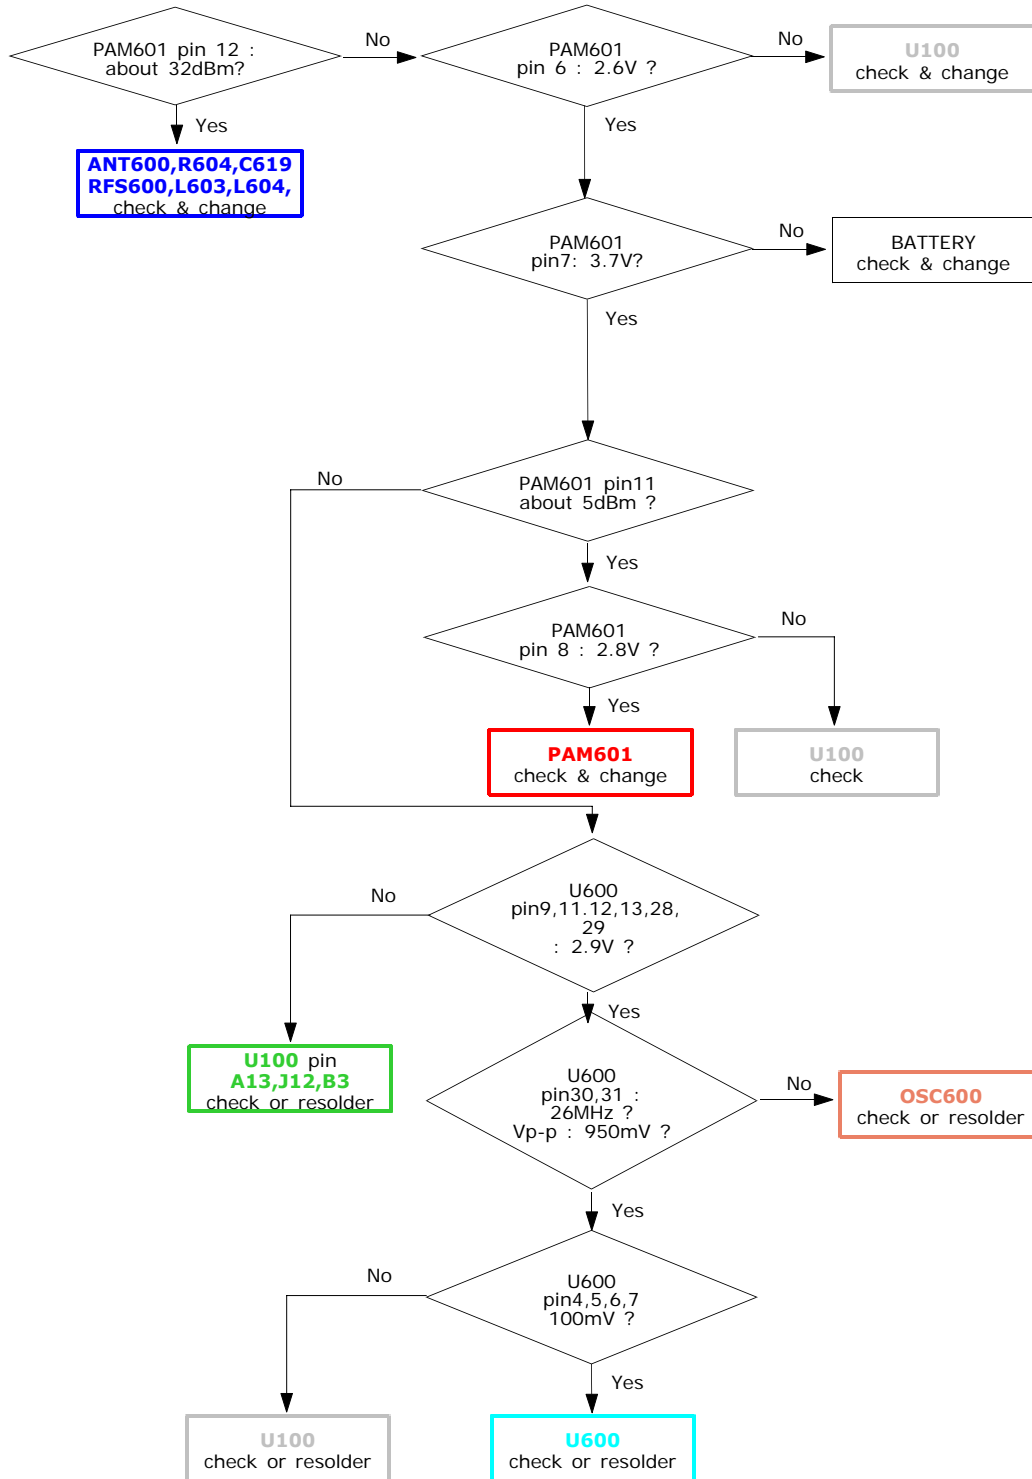 PAM601 pin 12 :
about 32dBm?
No
PAM601
pin 6 : 2.6V ?
No
U100
check & change
Yes
ANT600,R604,C619
RFS600,L603,L604,
check & change
Yes
PAM601
pin7: 3.7V?
No
BATTERY
check & change
Yes
No
PAM601 pin11
about 5dBm ?
Yes
PAM601
pin 8 : 2.8V ?
No
Yes
PAM601
check & change
U100
check
No
U600
pin9,11.12,13,28,
29
: 2.9V ?
Yes
U100 pin
A13,J12,B3
check or resolder
U600
pin30,31 :
26MHz ?
Vp-p : 950mV ?
No
OSC600
check or resolder
Yes
No
U600
pin4,5,6,7
100mV ?
Yes
U100
check or resolder
U600
check or resolder